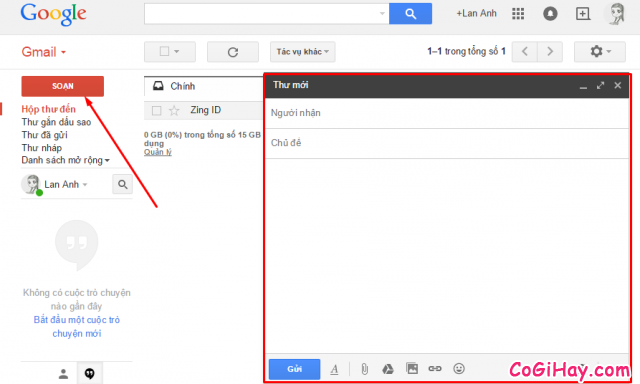 Google
+Lan Anh
Gmail
Tác vụ khác
1–1 trong tổng số 1
SOẠN
Chính
Thư mới
Hộp thư đến
Thư gắn dấu sao
Thư đã gửi
Thư nháp
Danh sách mở rộng
Zing ID
0 GB (0%) trong tổng số 15 GB
dụng
Quản lý
Người nhận
Chủ đề
Lan Anh
Không có cuộc trò chuyện
nào gần đây
Bắt đầu một cuộc trò
chuyện mới
Gửi
A
CoGiHay.com